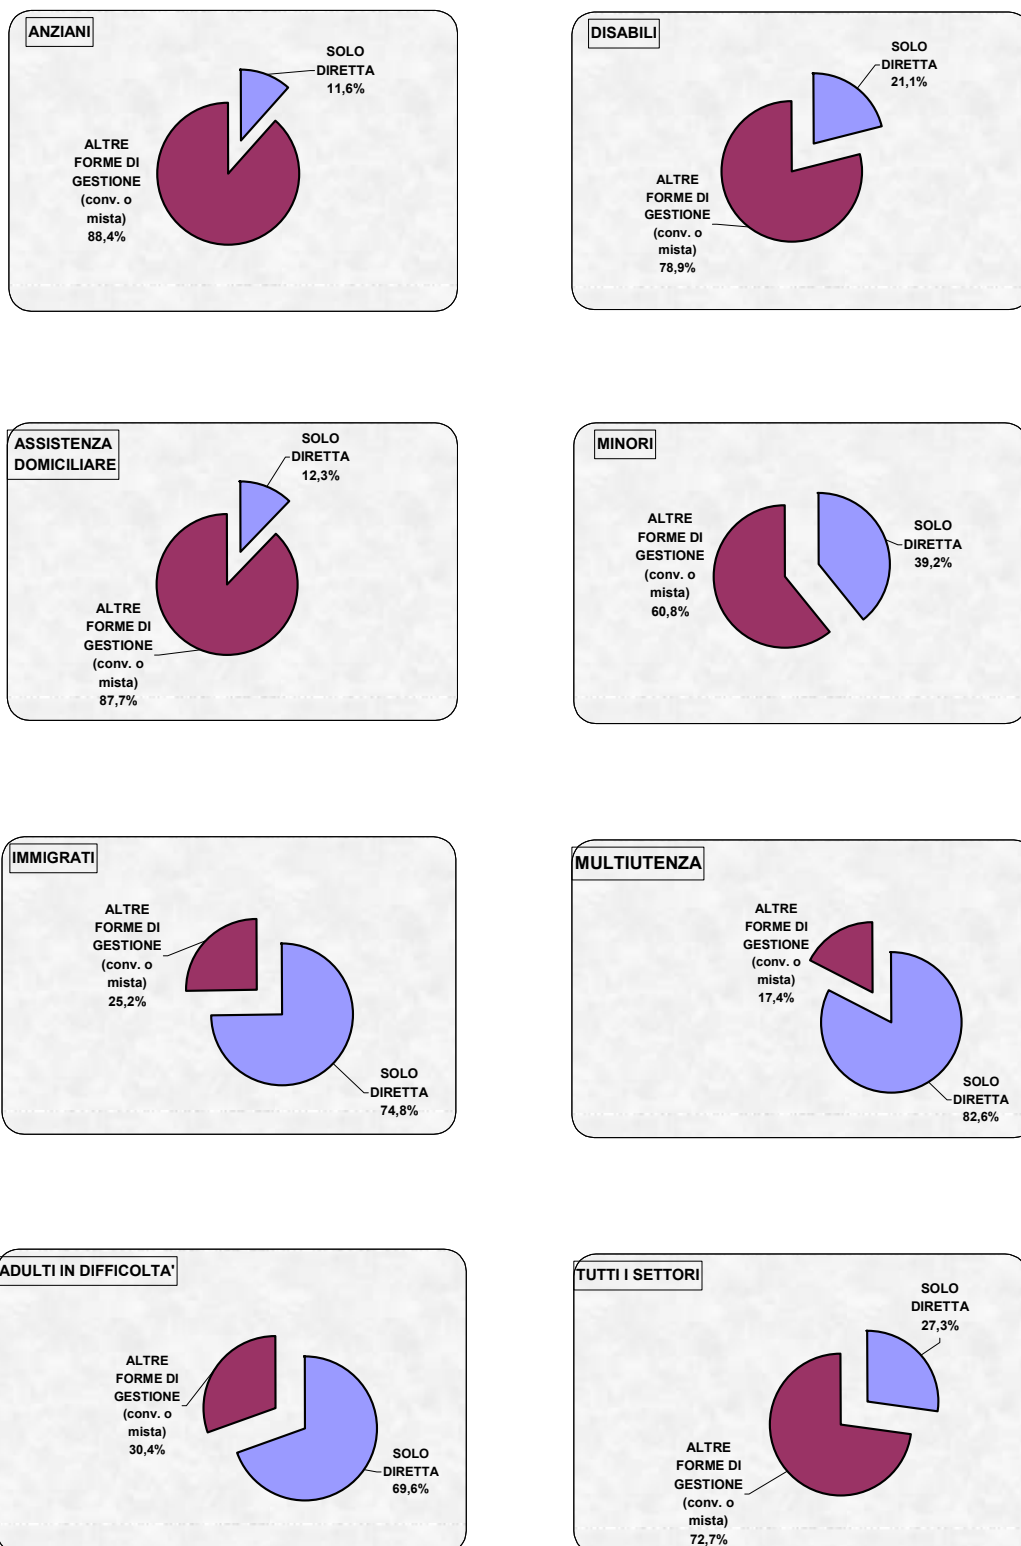 ANZIANI
SOLO
DIRETTA
11,6%
ALTRE
FORME DI
GESTIONE
(conv. o
mista)
88,4%
DISABILI
SOLO
DIRETTA
21,1%
ALTRE
FORME DI
GESTIONE
(conv. o
mista)
78,9%
ASSISTENZA
DOMICILIARE
SOLO
DIRETTA
12,3%
ALTRE
FORME DI
GESTIONE
(conv. o
mista)
87,7%
MINORI
ALTRE
FORME DI
GESTIONE
(conv. o
mista)
60,8%
SOLO
DIRETTA
39,2%
IMMIGRATI
ALTRE
FORME DI
GESTIONE
(conv. o
mista)
25,2%
SOLO
DIRETTA
74,8%
MULTIUTENZA
ALTRE
FORME DI
GESTIONE
(conv. o
mista)
17,4%
SOLO
DIRETTA
82,6%
ADULTI IN DIFFICOLTA'
ALTRE
FORME DI
GESTIONE
(conv. o
mista)
30,4%
SOLO
DIRETTA
69,6%
TUTTI I SETTORI
SOLO
DIRETTA
27,3%
ALTRE
FORME DI
GESTIONE
(conv. o
mista)
72,7%